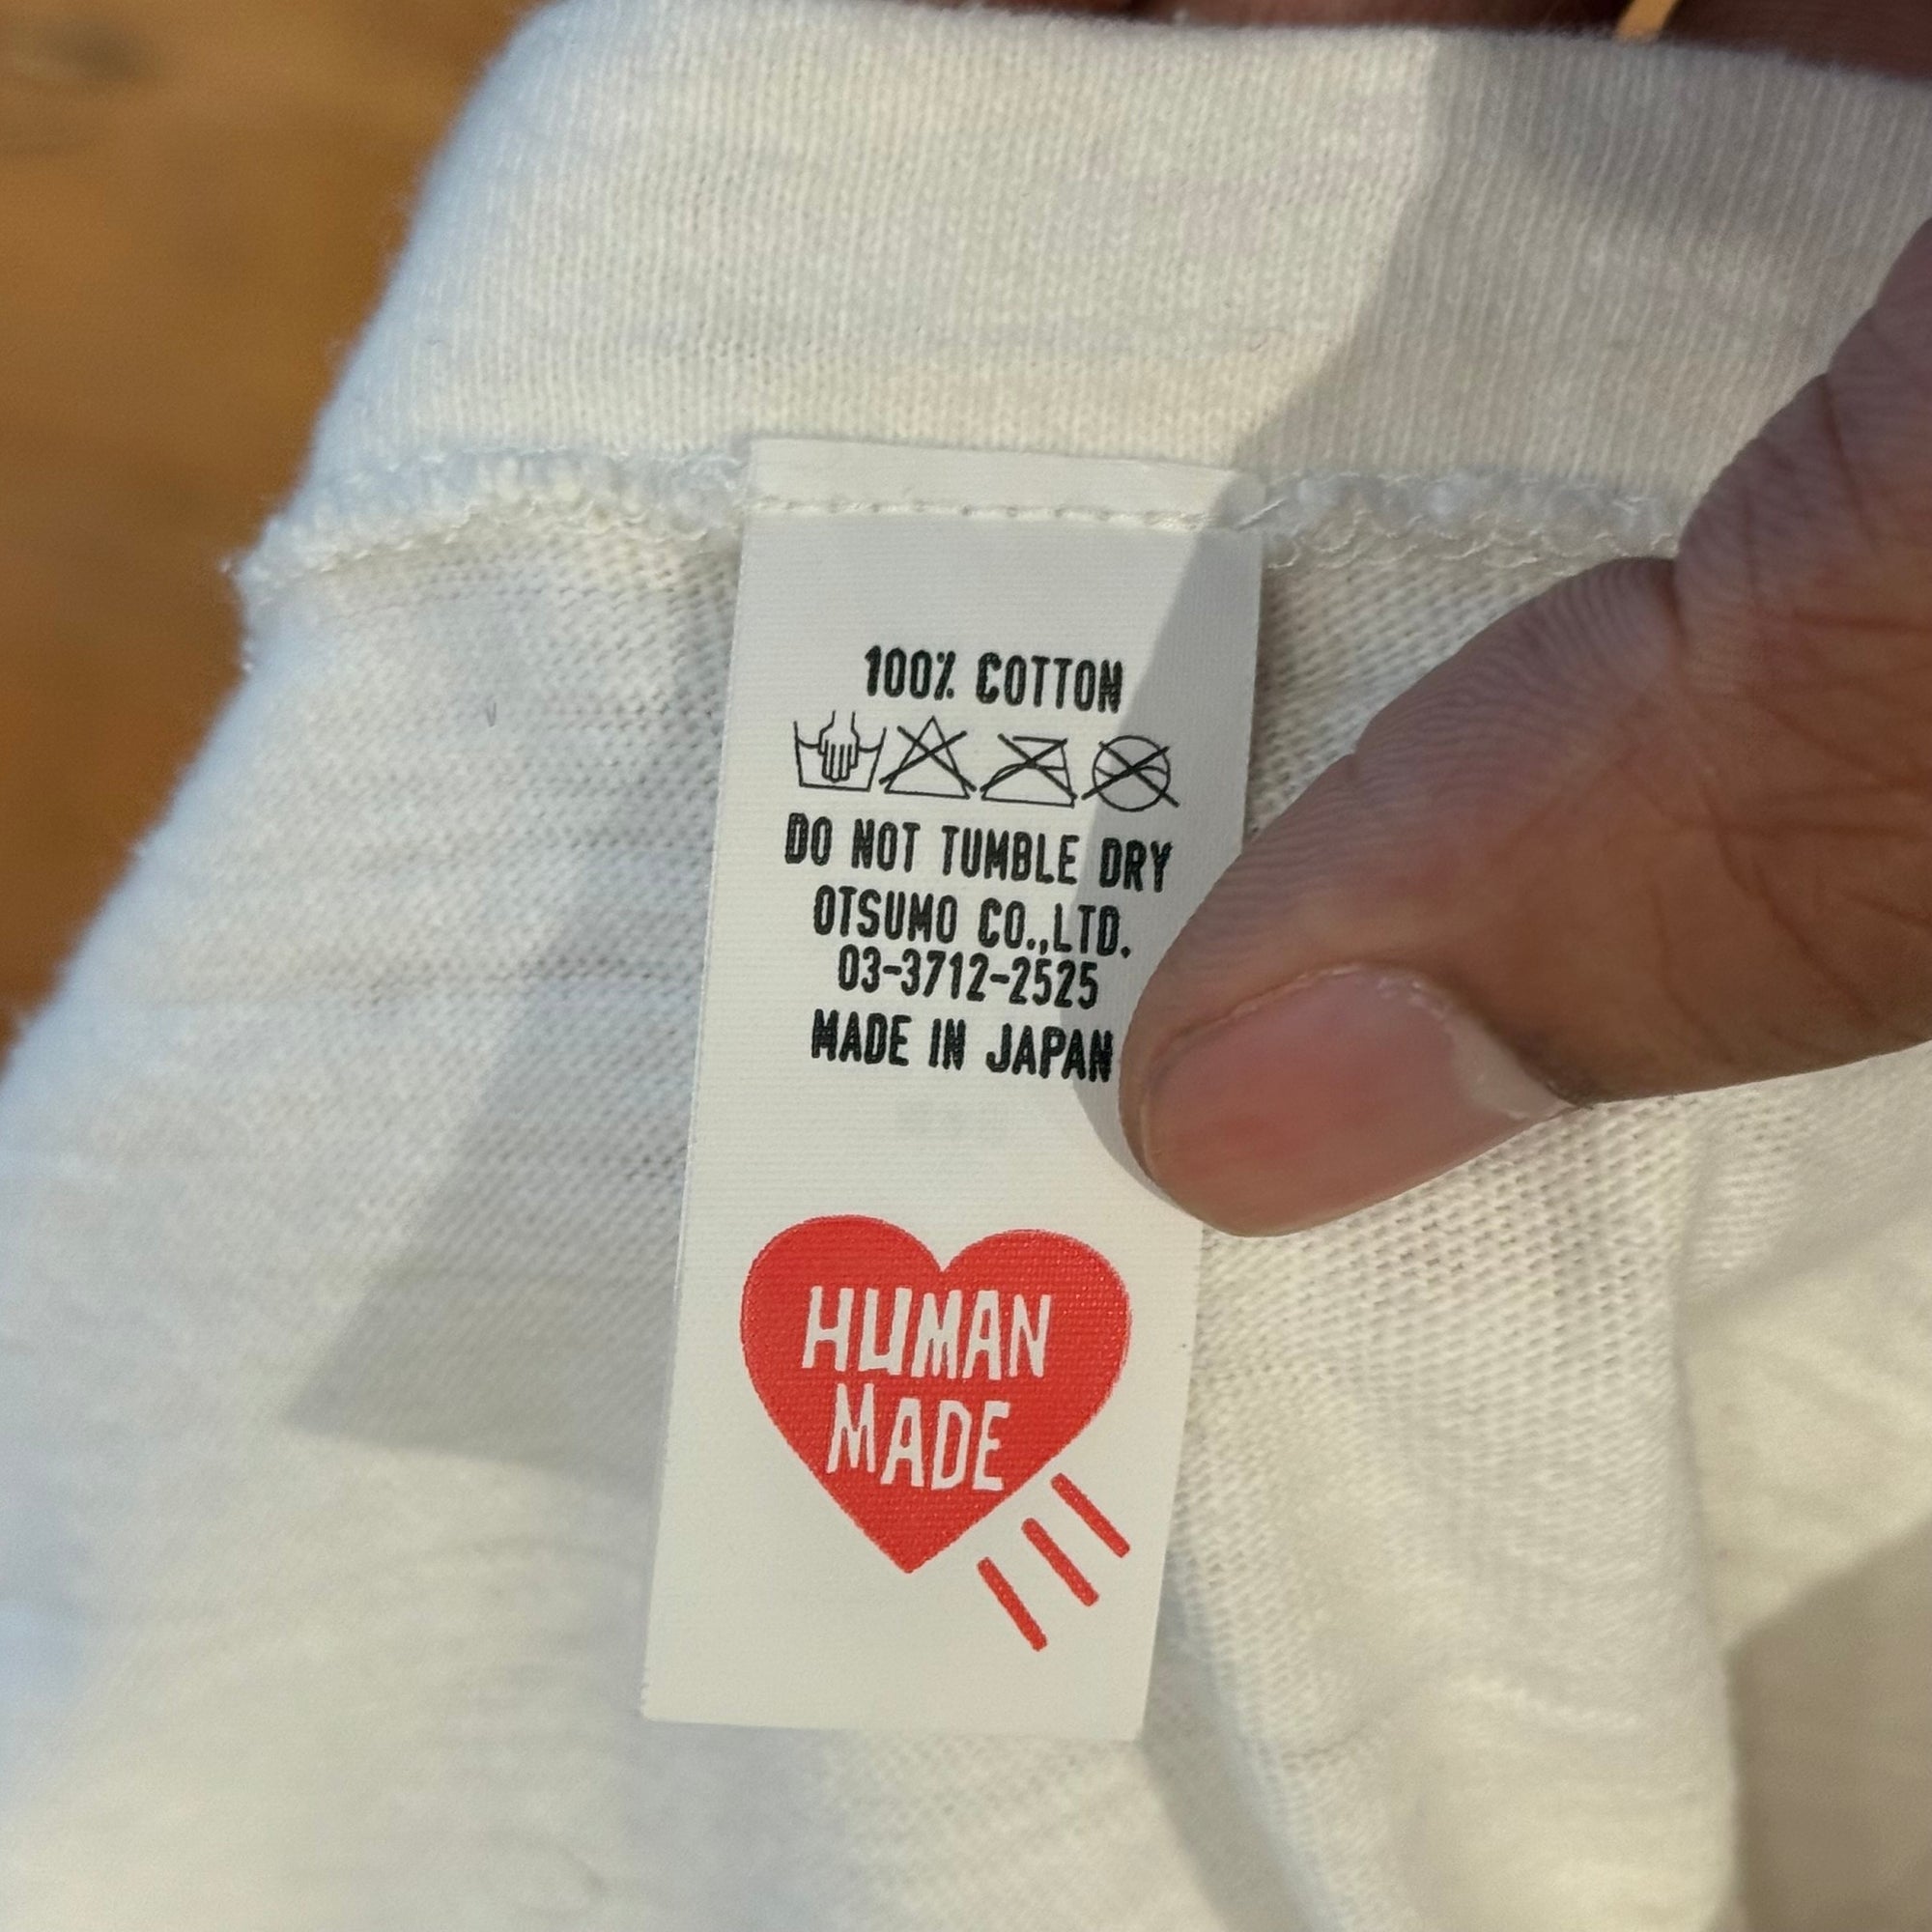 100% COTTON
DO NOT TUMBLE DRY
OTSUMO CO.,LTD.
03-3712-2525
MADE IN JAPAN
HUMAN
MADE